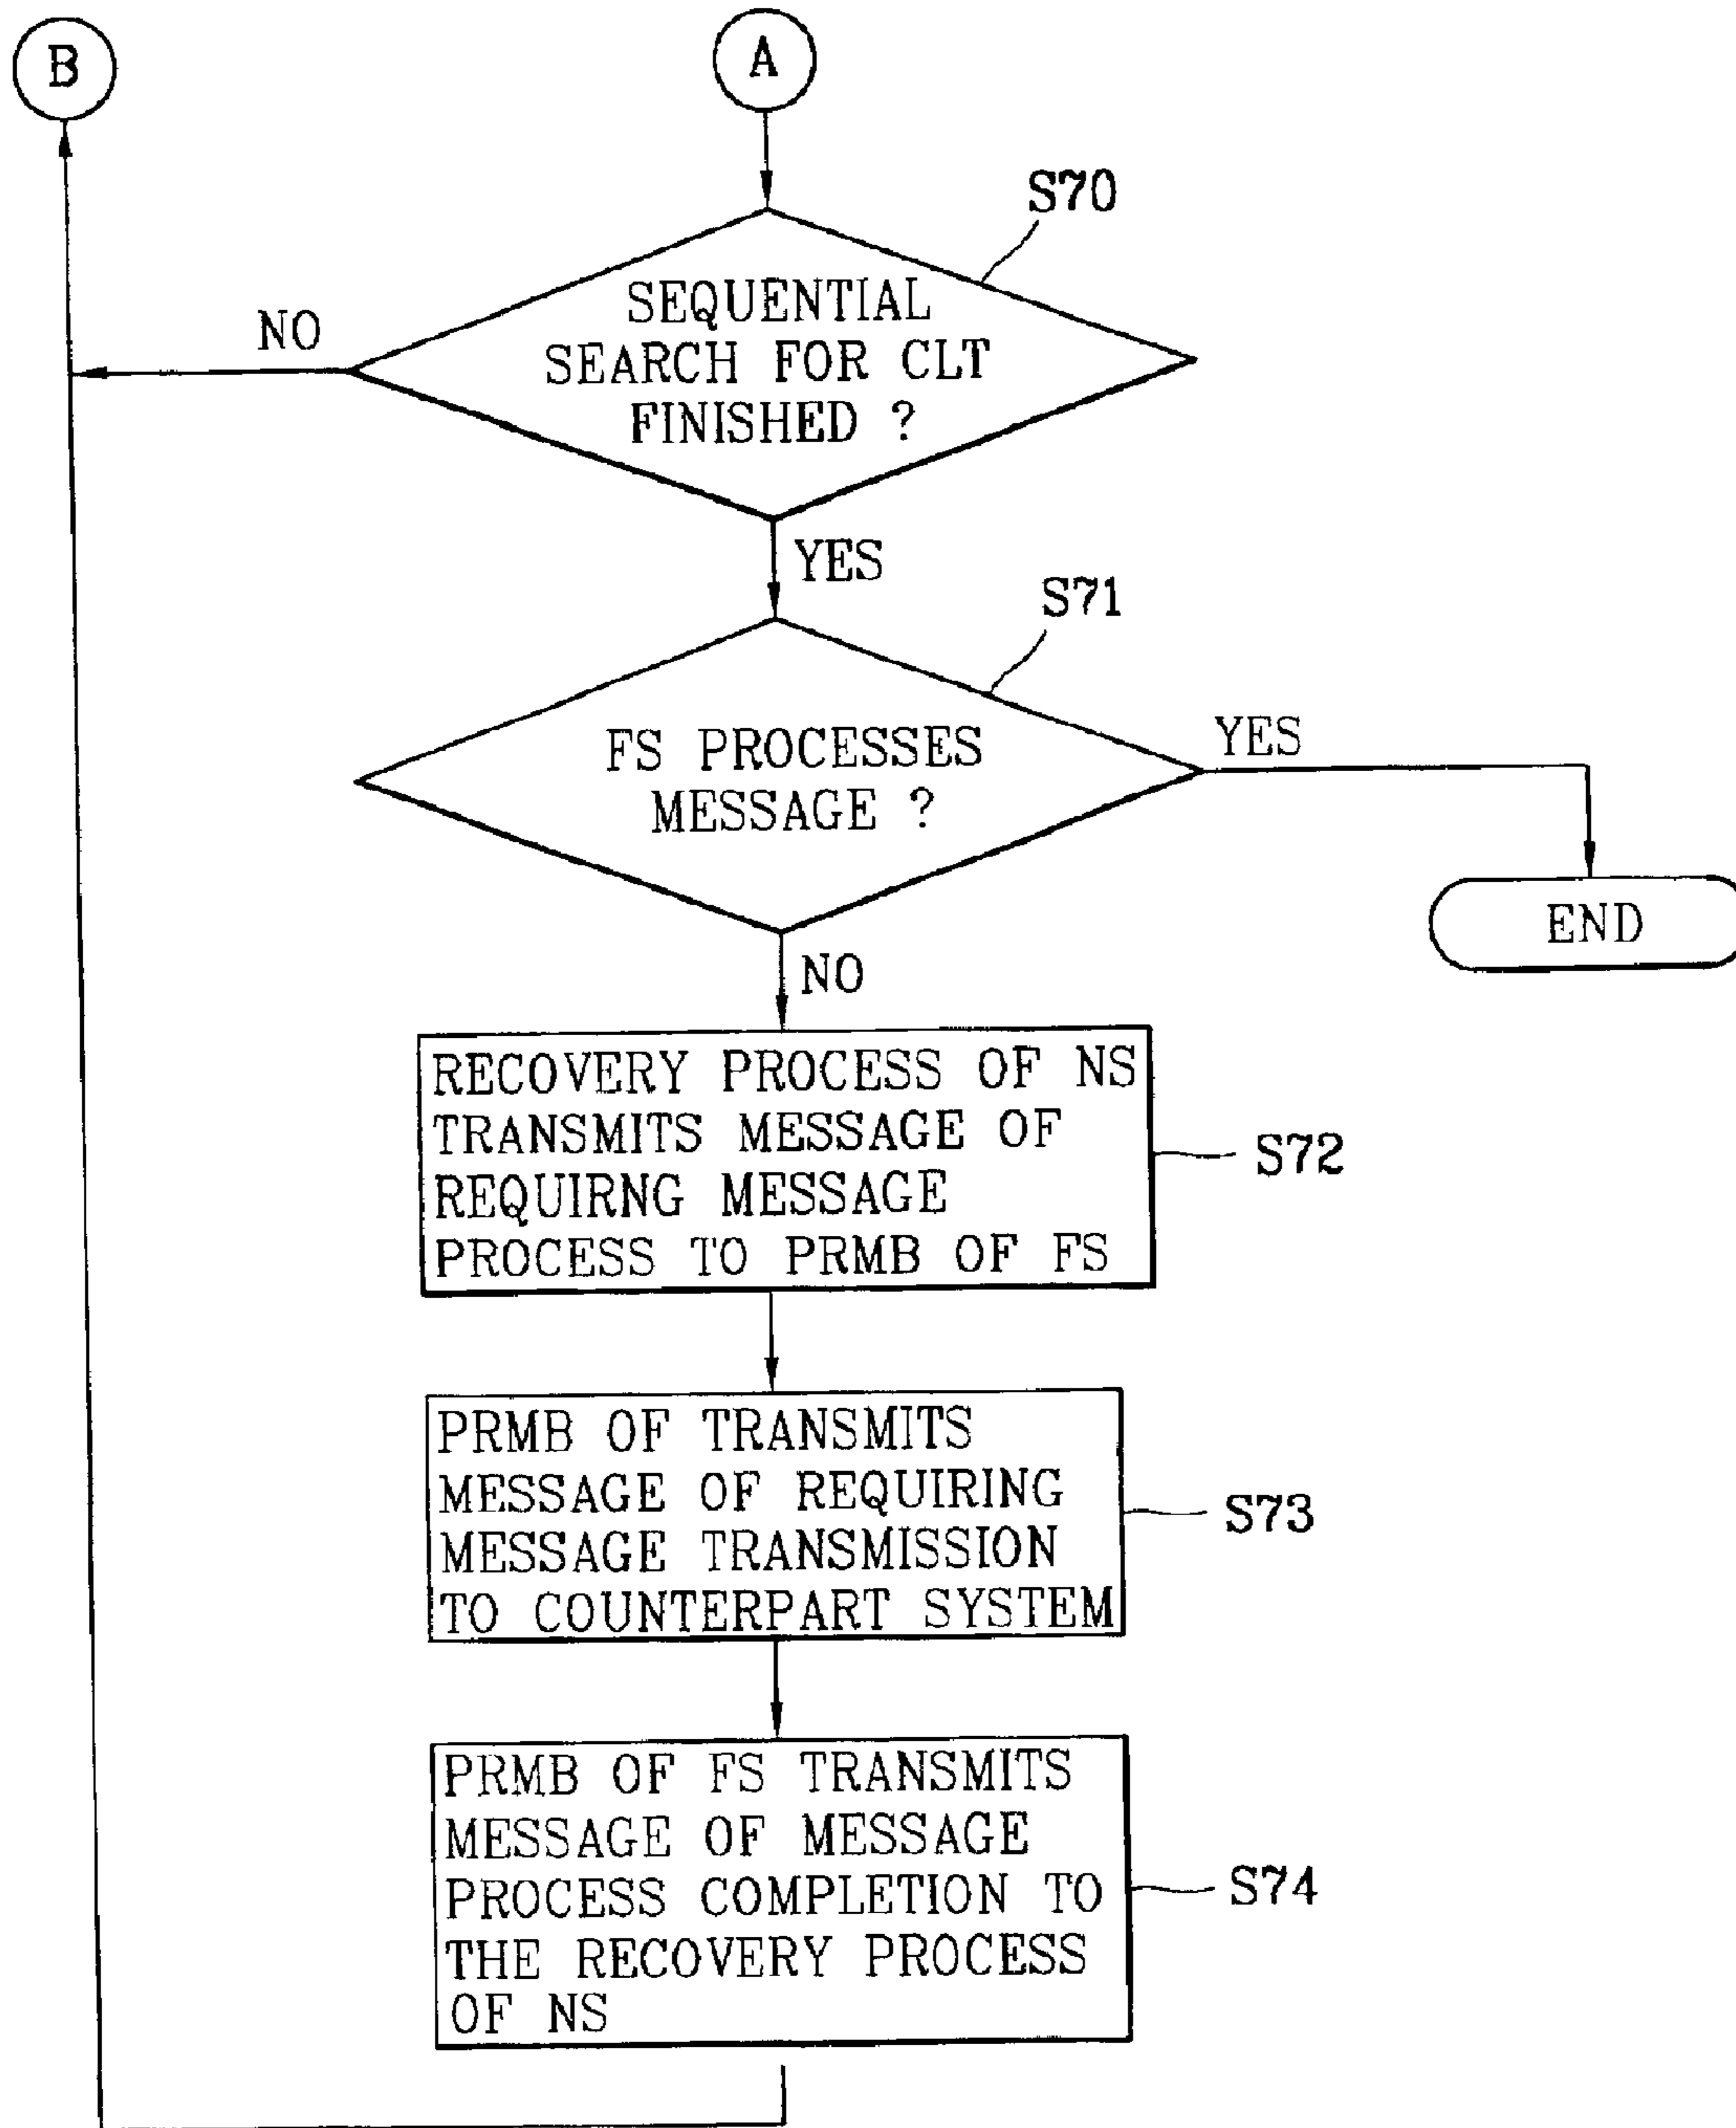 B
A
S70
SEQUENTIAL
SEARCH FOR CLT
FINISHED ?
NO
YES
S71
FS PROCESSES
MESSAGE ?
YES
END
NO
RECOVERY PROCESS OF NS
TRANSMITS MESSAGE OF
REQUIRNG MESSAGE
PROCESS TO PRMB OF FS
S72
PRMB OF TRANSMITS
MESSAGE OF REQUIRING
MESSAGE TRANSMISSION
TO COUNTERPART SYSTEM
S73
PRMB OF FS TRANSMITS
MESSAGE OF MESSAGE
PROCESS COMPLETION TO
THE RECOVERY PROCESS
OF NS
S74